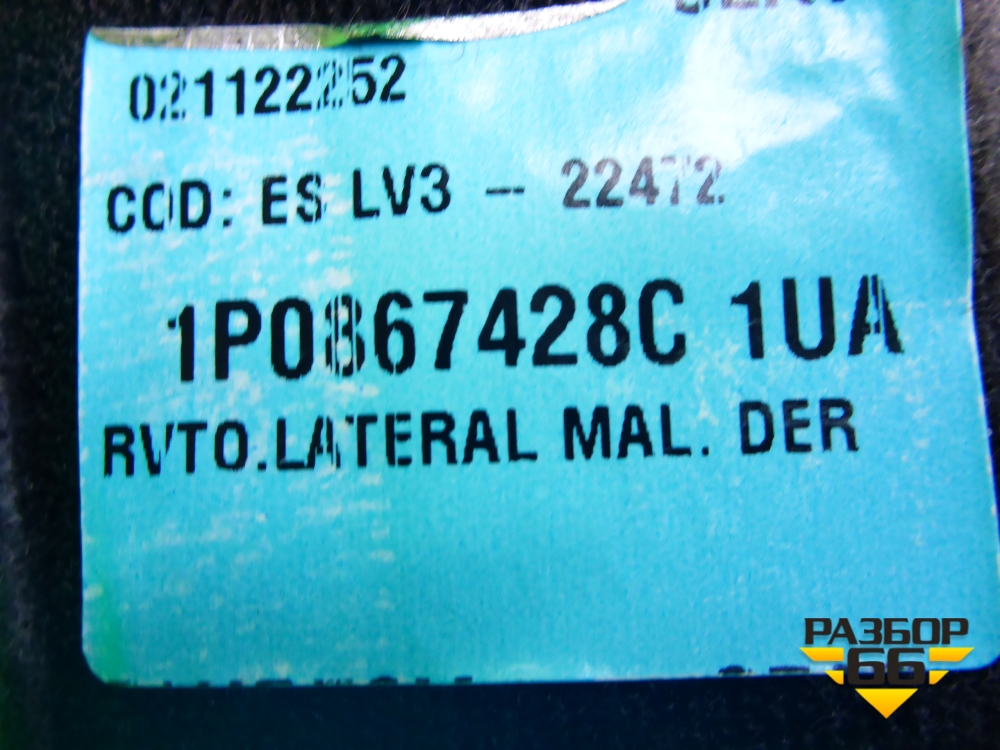 021122252
COD: ES LV3 - 22472
1P0867428C 1UA
RVTO.LATERAL MAL. DER
РАЗБОР
66